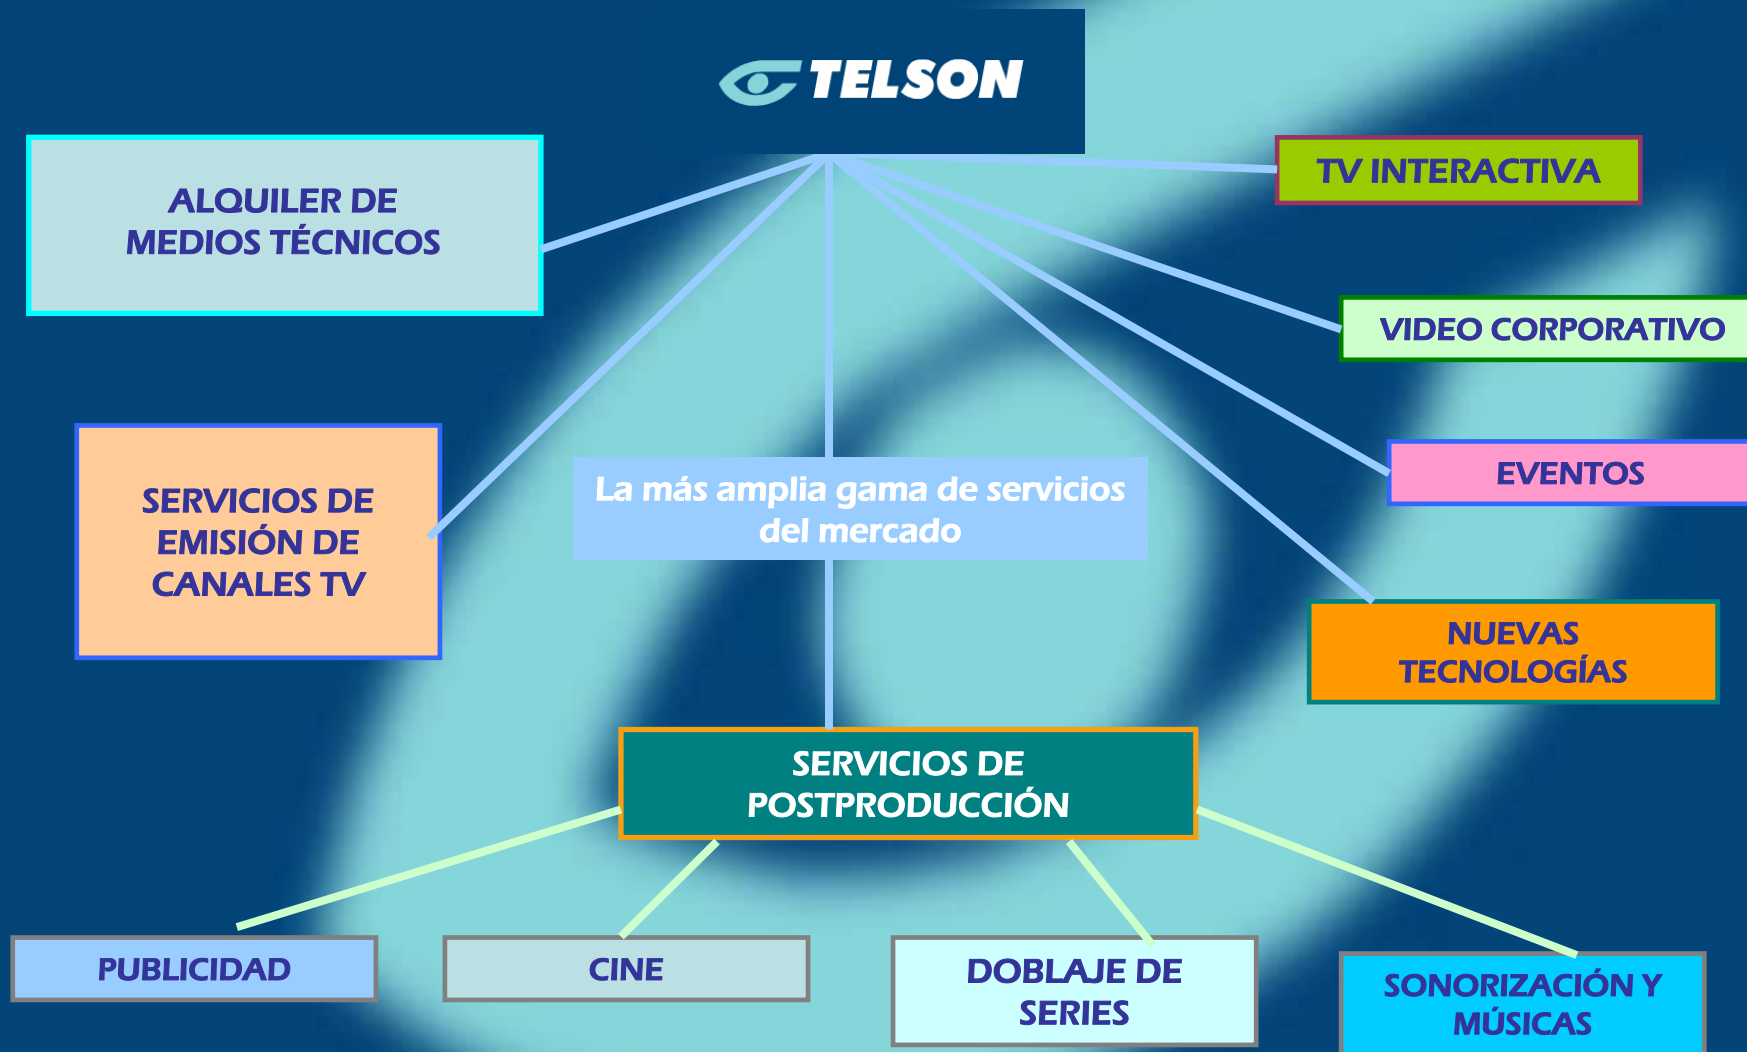 TELSON
ALQUILER DE
MEDIOS TÉCNICOS
TV INTERACTIVA
VIDEO CORPORATIVO
EVENTOS
SERVICIOS DE
EMISIÓN DE
CANALES TV
La más amplia gama de servicios
del mercado
NUEVAS
TECNOLOGÍAS
SERVICIOS DE
POSTPRODUCCIÓN
PUBLICIDAD
CINE
DOBLAJE DE
SERIES
SONORIZACIÓN Y
MÚSICAS